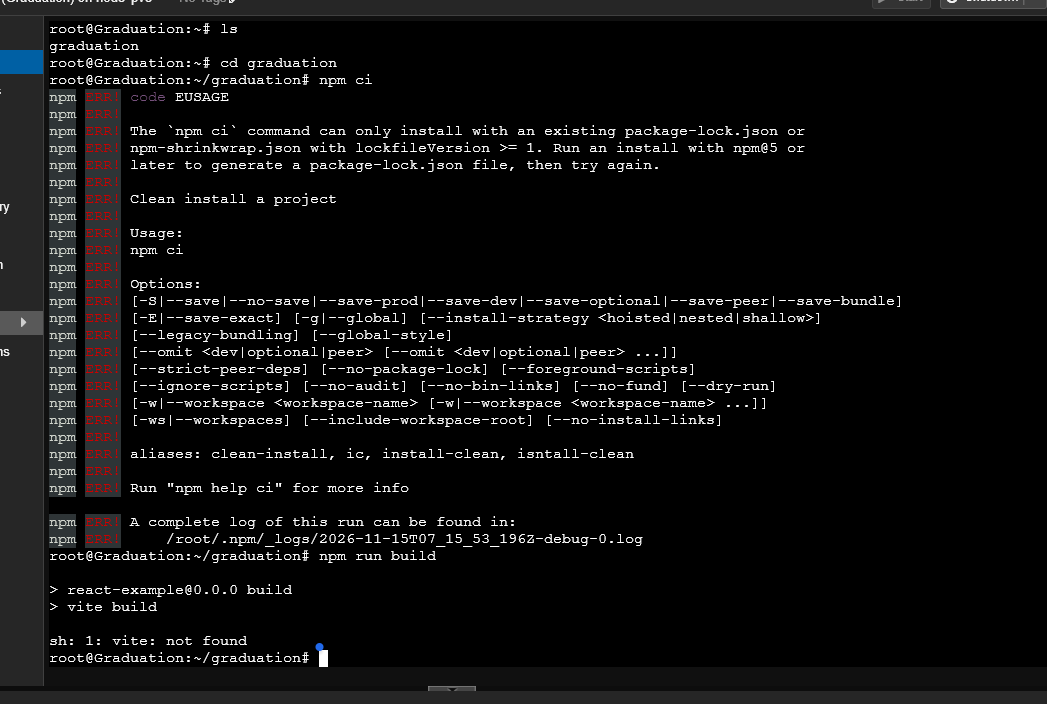 root@Graduation:~# ls
graduation
root@Graduation:~# cd graduation
root@Graduation:~/graduation# npm ci
npm ERR! code EUSAGE
npm ERR!
npm ERR! The `npm ci` command can only install with an existing package-lock.json or
npm ERR! npm-shrinkwrap.json with lockfileVersion >= 1. Run an install with npm@5 or
npm ERR! later to generate a package-lock.json file, then try again.
npm ERR!
npm ERR! Clean install a project
npm ERR!
npm ERR! Usage:
npm ERR! npm ci
npm ERR!
npm ERR! Options:
npm ERR! [-S|--save|--no-save|--save-prod|--save-dev|--save-optional|--save-peer|--save-bundle]
npm ERR! [-E|--save-exact] [-g|--global] [--install-strategy <hoisted|nested|shallow>]
npm ERR! [--legacy-bundling] [--global-style]
npm ERR! [--omit <dev|optional|peer> [--omit <dev|optional|peer> ...]]
npm ERR! [--strict-peer-deps] [--no-package-lock] [--foreground-scripts]
npm ERR! [--ignore-scripts] [--no-audit] [--no-bin-links] [--no-fund] [--dry-run]
npm ERR! [-w|--workspace <workspace-name> [-w|--workspace <workspace-name> ...]]
npm ERR! [-ws|--workspaces] [--include-workspace-root] [--no-install-links]
npm ERR!
npm ERR! aliases: clean-install, ic, install-clean, isntall-clean
npm ERR!
npm ERR! Run "npm help ci" for more info
npm ERR! A complete log of this run can be found in:
npm ERR!     /root/.npm/_logs/2026-11-15T07_15_53_196Z-debug-0.log
root@Graduation:~/graduation# npm run build
> react-example@0.0.0 build
> vite build
sh: 1: vite: not found
root@Graduation:~/graduation#